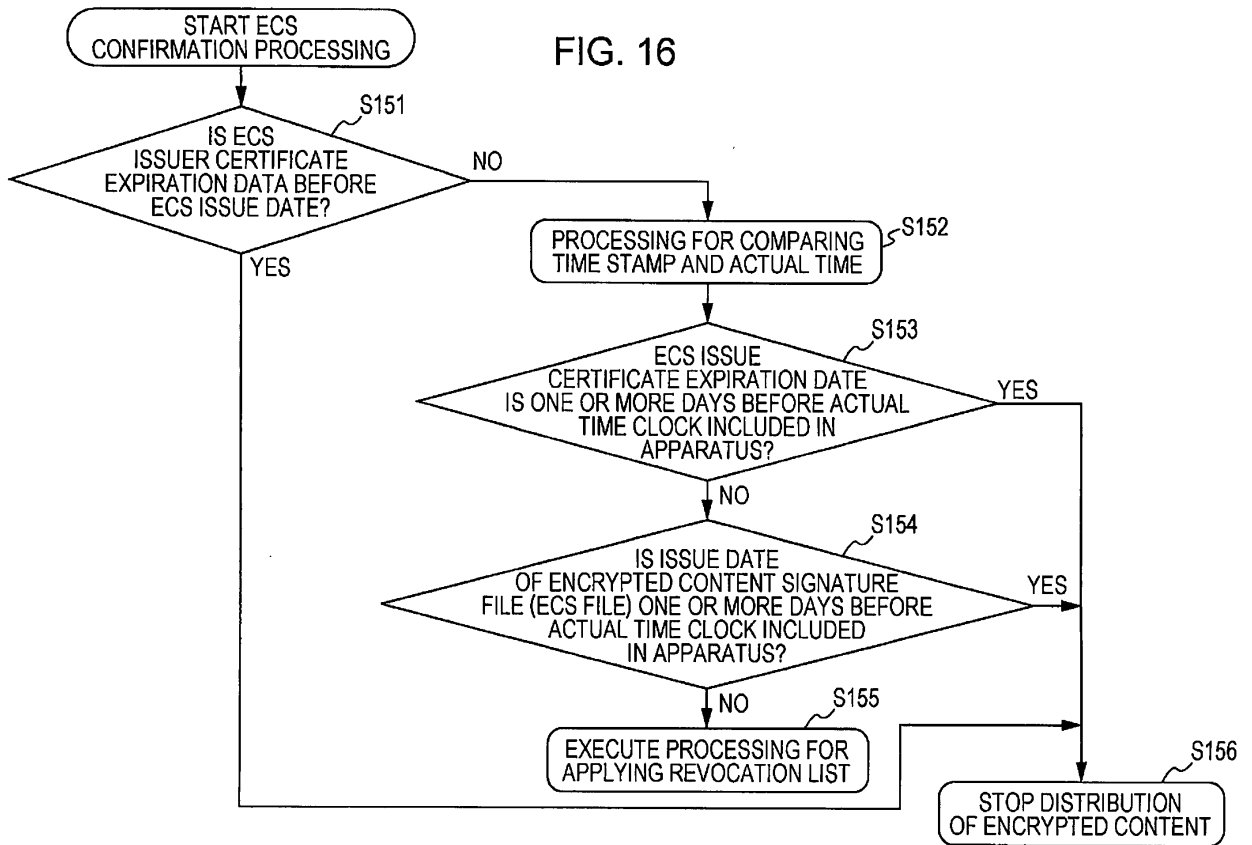 START ECS
CONFIRMATION PROCESSING
FIG. 16
S151
IS ECS
ISSUER CERTIFICATE
EXPIRATION DATA BEFORE
ECS ISSUE DATE?
NO
YES
S152
PROCESSING FOR COMPARING
TIME STAMP AND ACTUAL TIME
S153
ECS ISSUE
CERTIFICATE EXPIRATION DATE
IS ONE OR MORE DAYS BEFORE ACTUAL
TIME CLOCK INCLUDED IN
APPARATUS?
YES
NO
S154
IS ISSUE DATE
OF ENCRYPTED CONTENT SIGNATURE
FILE (ECS FILE) ONE OR MORE DAYS BEFORE
ACTUAL TIME CLOCK INCLUDED
IN APPARATUS?
YES
NO
S155
EXECUTE PROCESSING FOR
APPLYING REVOCATION LIST
S156
STOP DISTRIBUTION
OF ENCRYPTED CONTENT